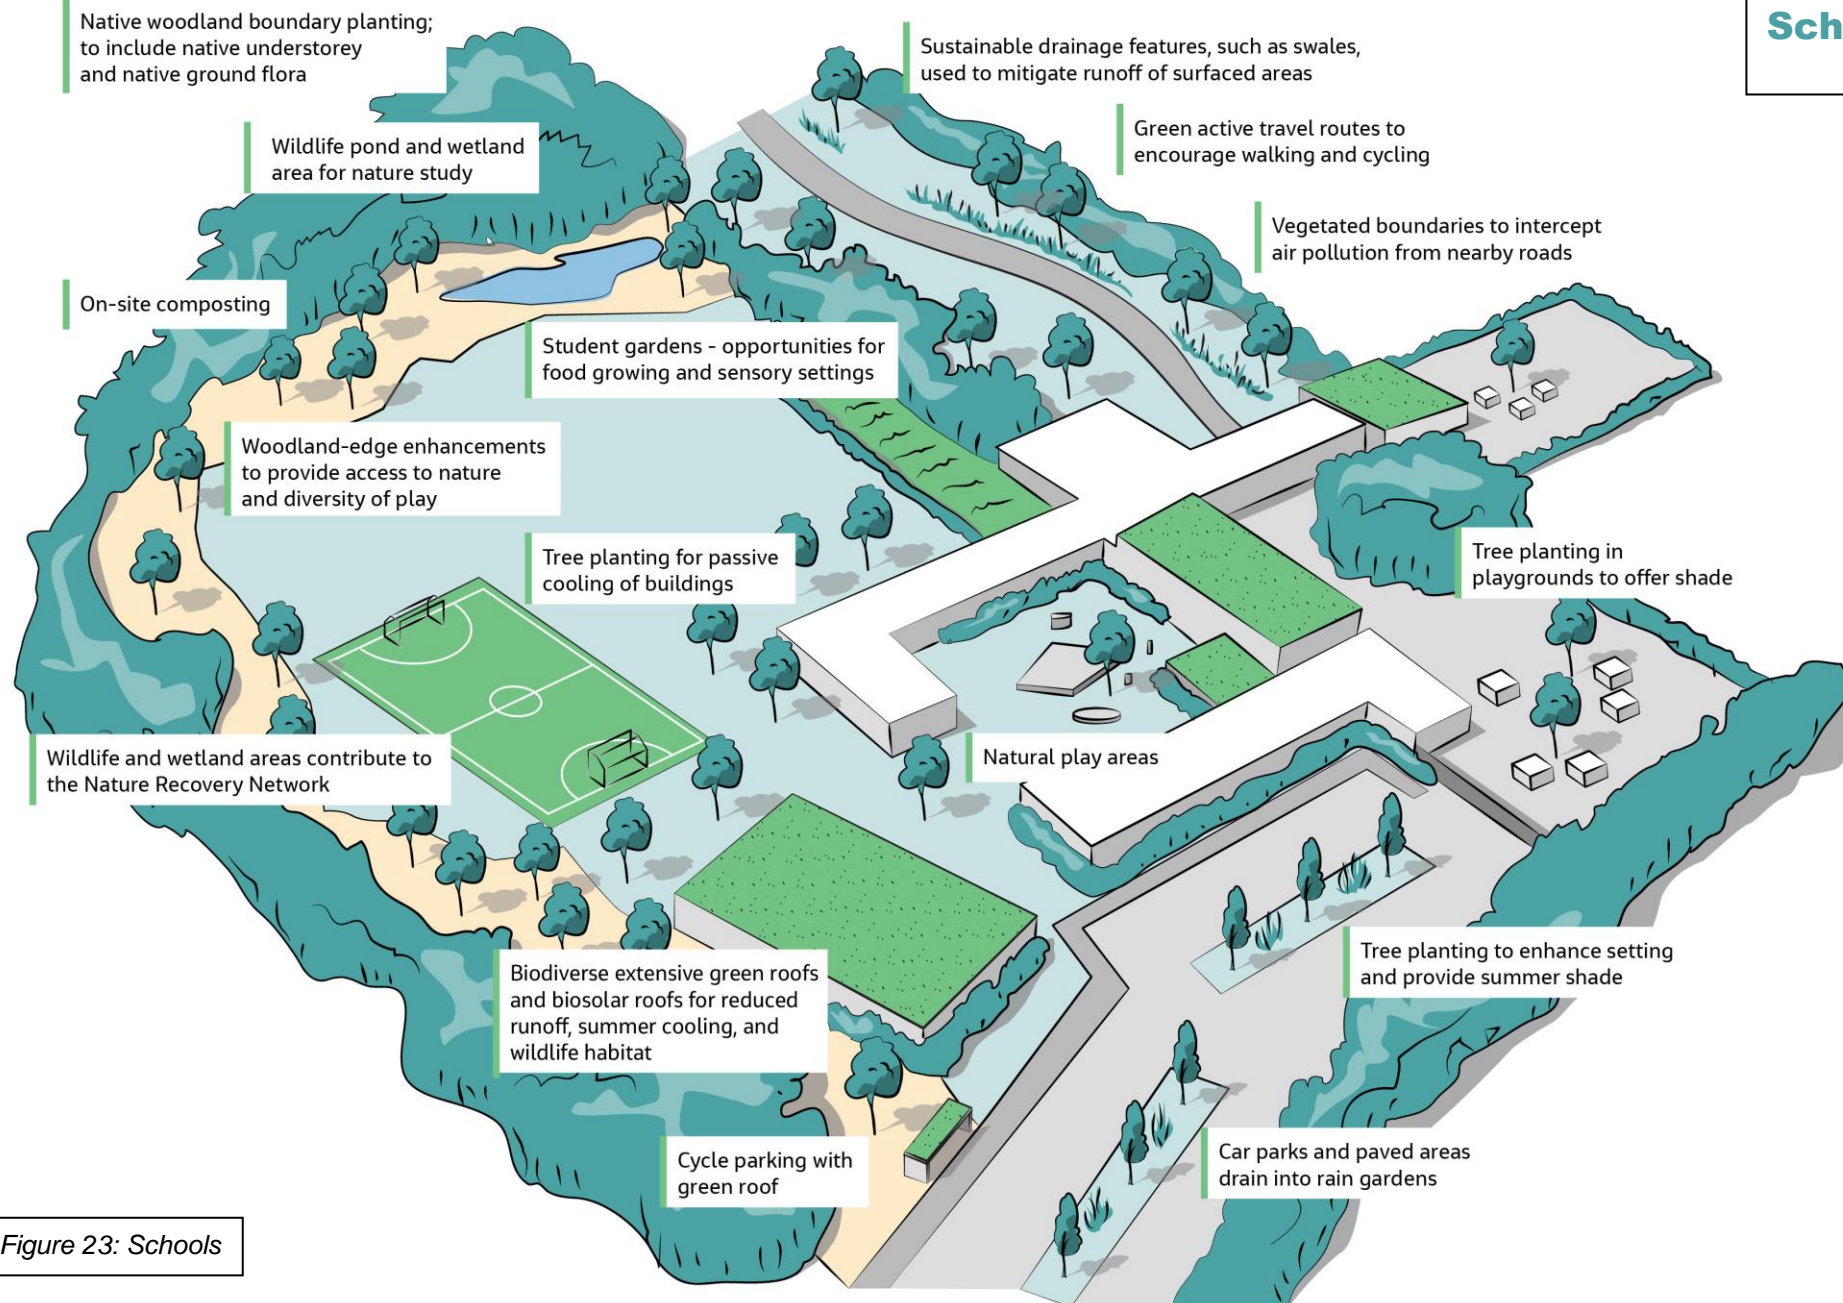 Sch
Native woodland boundary planting;
to include native understorey
and native ground flora
Sustainable drainage features, such as swales,
used to mitigate runoff of surfaced areas
Green active travel routes to
encourage walking and cycling
Wildlife pond and wetland
area for nature study
Vegetated boundaries to intercept
air pollution from nearby roads
On-site composting
Student gardens - opportunities for
food growing and sensory settings
Woodland-edge enhancements
to provide access to nature
and diversity of play
Tree planting for passive
cooling of buildings
Tree planting in
playgrounds to offer shade
Wildlife and wetland areas contribute to
the Nature Recovery Network
Natural play areas
Biodiverse extensive green roofs
and biosolar roofs for reduced
runoff, summer cooling, and
wildlife habitat
Tree planting to enhance setting
and provide summer shade
Cycle parking with
green roof
Car parks and paved areas
drain into rain gardens
Figure 23: Schools